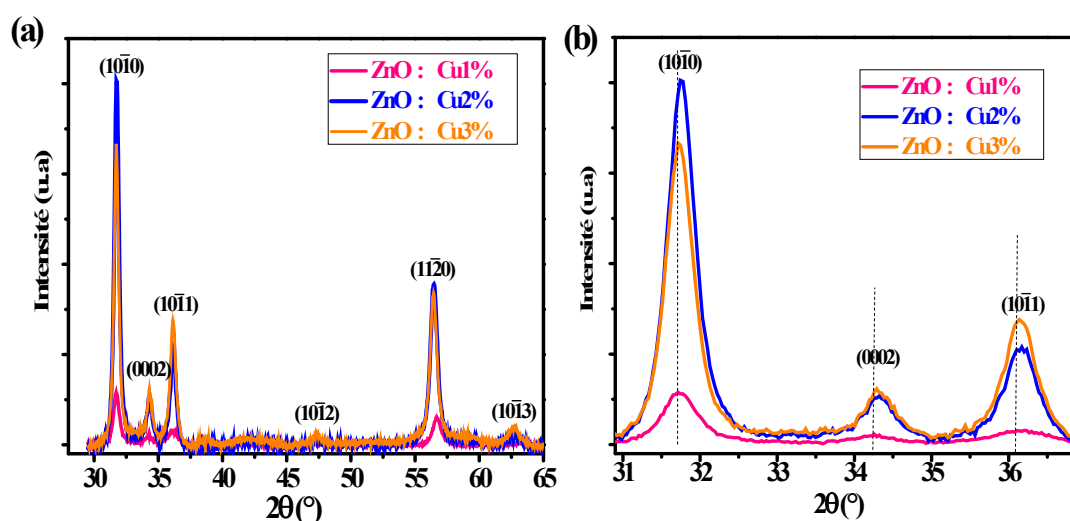 (a)
(101̄0)
ZnO : Cu1%
ZnO : Cu2%
ZnO : Cu3%
(112̄0)
(101̄1)
(0002)
(101̄2)
(101̄3)
Intensité (u.a)
30 35 40 45 50 55 60 65
2θ(°)
(b)
(101̄0)
ZnO : Cu1%
ZnO : Cu2%
ZnO : Cu3%
(101̄1)
(0002)
Intensité (u.a)
31 32 34 35 36
2θ(°)